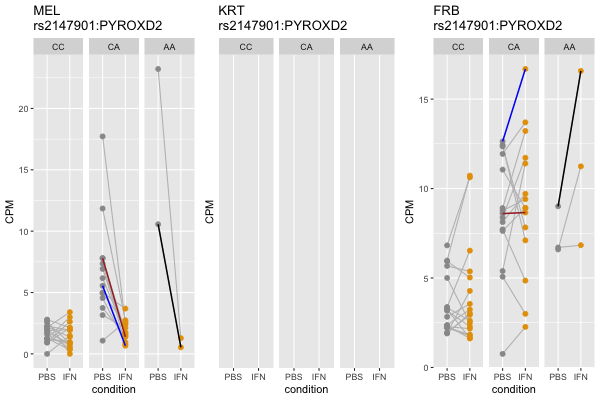 MEL
rs2147901:PYROXD2
CC CA AA
CPM
20
15
10
5
0
PBS IFN PBS IFN PBS IFN
condition
KRT
rs2147901:PYROXD2
CC CA AA
CPM
PBS IFN PBS IFN PBS IFN
condition
FRB
rs2147901:PYROXD2
CC CA AA
CPM
15
10
5
0
PBS IFN PBS IFN PBS IFN
condition